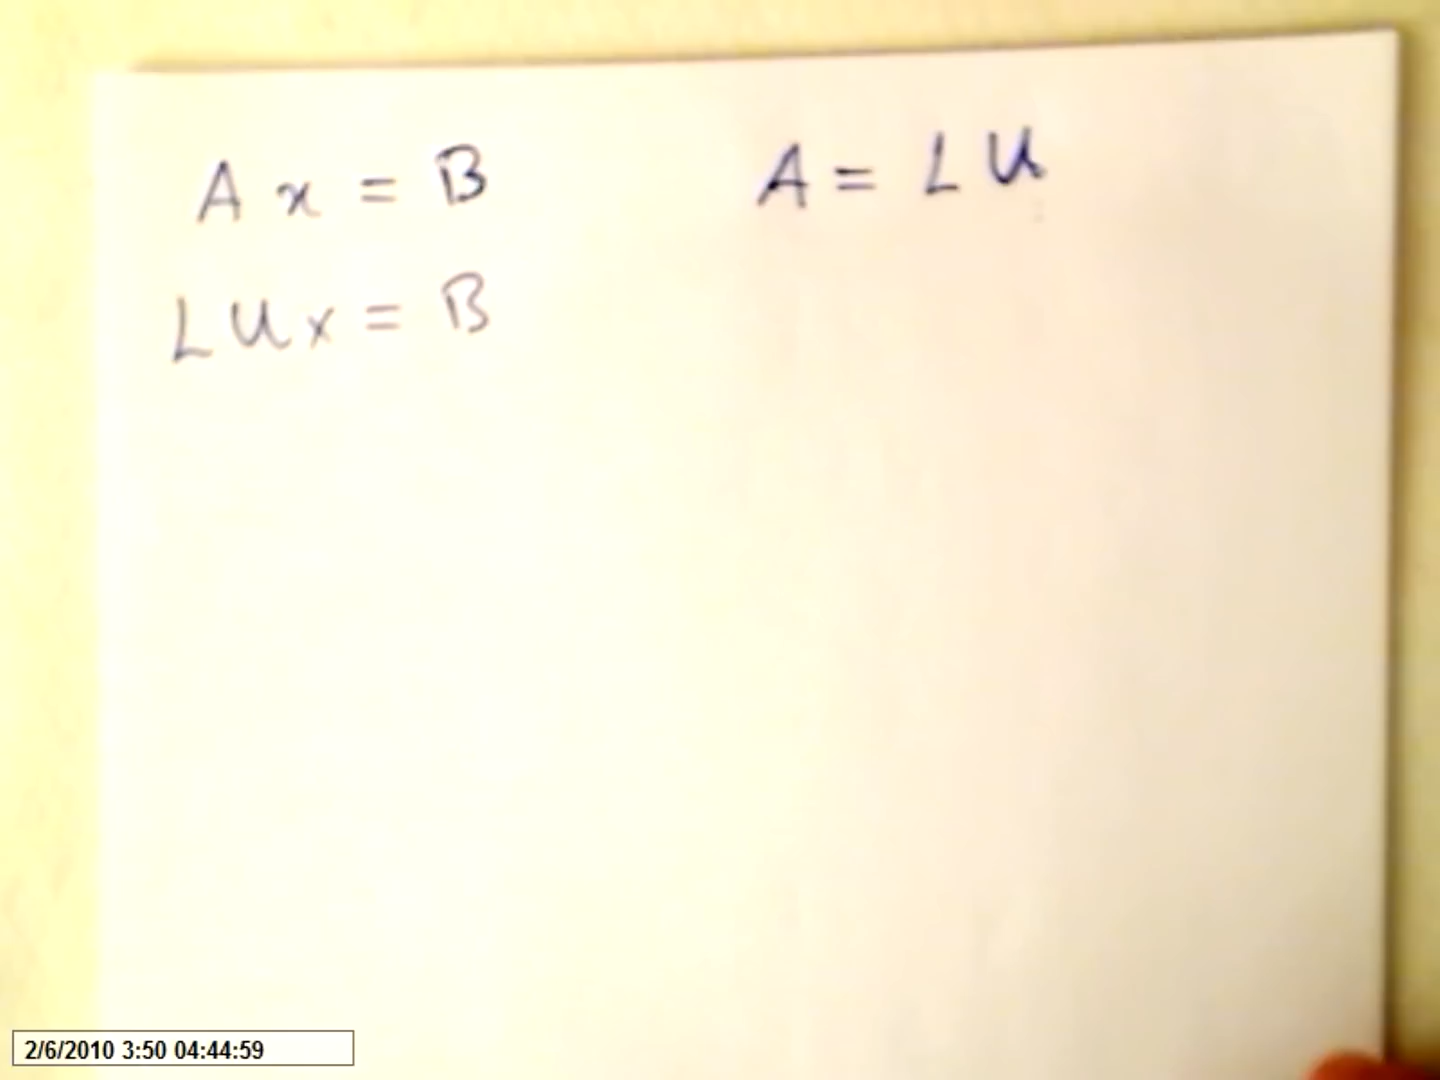 A x = B
A = L U
L U x = B
2/6/2010 3:50 04:44:59